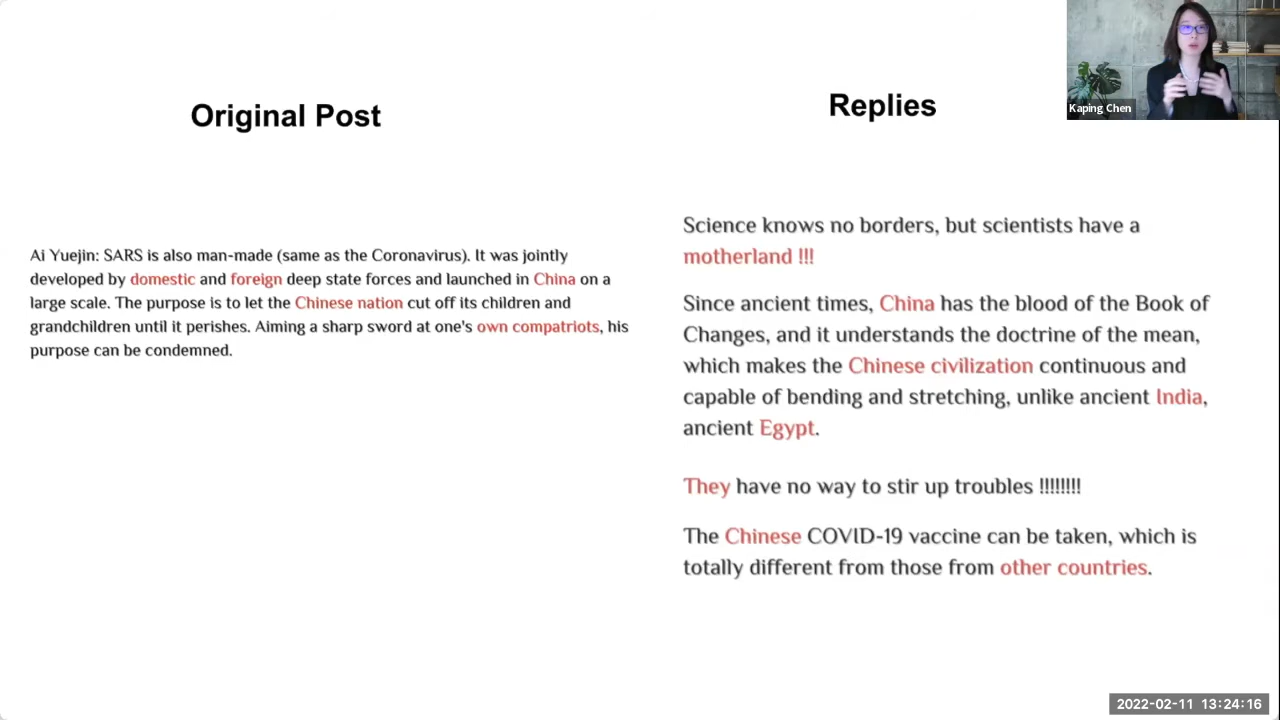 Original Post
Ai Yuejin: SARS is also man-made (same as the Coronavirus). It was jointly
developed by domestic and foreign deep state forces and launched in China on a
large scale. The purpose is to let the Chinese nation cut off its children and
grandchildren until it perishes. Aiming a sharp sword at one's own compatriots, his
purpose can be condemned.
Replies
Science knows no borders, but scientists have a
motherland !!!
Since ancient times, China has the blood of the Book of
Changes, and it understands the doctrine of the mean,
which makes the Chinese civilization continuous and
capable of bending and stretching, unlike ancient India,
ancient Egypt.
They have no way to stir up troubles !!!!!!!!
The Chinese COVID-19 vaccine can be taken, which is
totally different from those from other countries.
Kaping Chen
2022-02-11 13:24:16